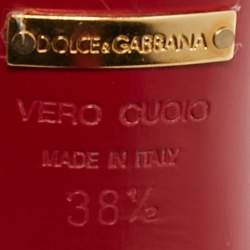 DOLCE & GABBANA
VERO CUOIO
MADE IN ITALY
38½